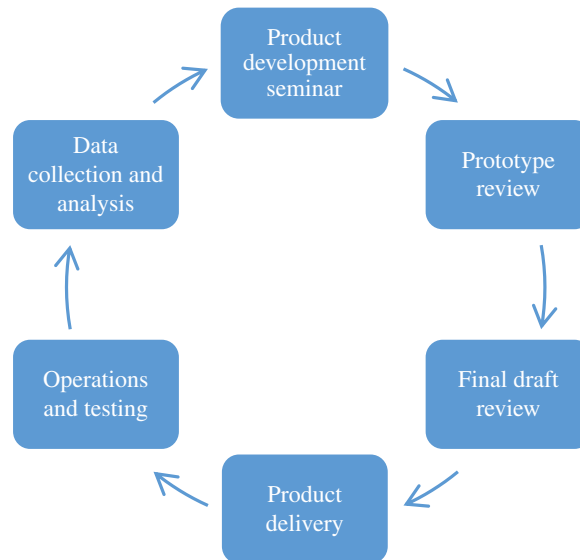 Product
development
seminar
Prototype
review
Final draft
review
Product
delivery
Operations
and testing
Data
collection and
analysis